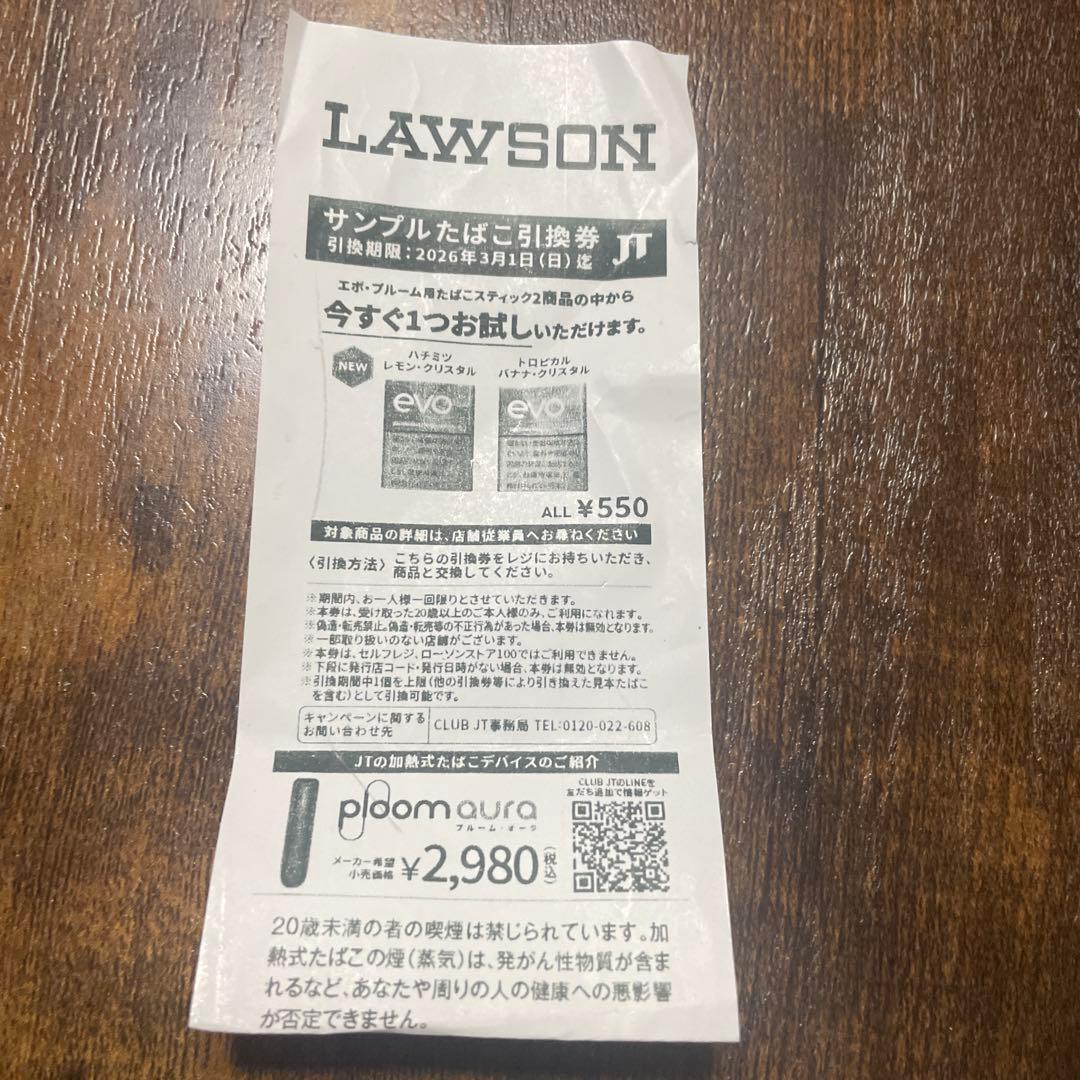 LAWSON
サンプルたばこ引換券
引換期限：2026年3月1日（日）迄
JT
エボ・プルーム用たばこスティック2商品の中から
今すぐ1つお試しいただけます。
NEW
ハチミツ
レモン・クリスタル
トロピカル
バナナ・クリスタル
evo
evo
ALL ¥550
対象商品の詳細は、店舗従業員へお尋ねください
〈引換方法〉こちらの引換券をレジにお持ちいただき、
商品と交換してください。
※期間内、お一人様一回限りとさせていただきます。
※本券は、受け取った20歳以上のご本人様のみ、ご利用になれます。
※偽造・転売禁止。偽造・転売等の不正行為があった場合、本券は無効となります。
※一部取り扱いのない店舗がございます。
※本券は、セルフレジ、ローソンストア100ではご利用できません。
※下段に発行店コード・発行日時がない場合、本券は無効となります。
※引換期間中1個を上限（他の引換券等により引き換えた見本たばこ
を含む）として引換可能です。
キャンペーンに関する
お問い合わせ先
CLUB JT事務局 TEL:0120-022-608
JTの加熱式たばこデバイスのご紹介
ploom aura
プルーム・オーラ
メーカー希望
小売価格
¥2,980（税込）
CLUB JTのLINEを
友だち追加で情報ゲット
20歳未満の者の喫煙は禁じられています。加
熱式たばこの煙（蒸気）は、発がん性物質が含ま
れるなど、あなたや周りの人の健康への悪影響
が否定できません。